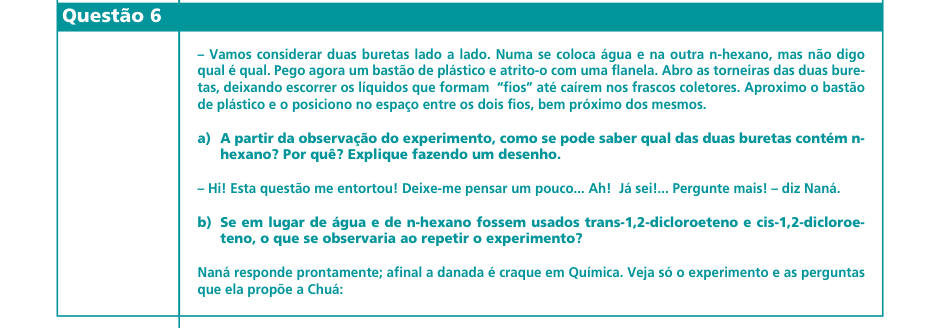 Questão 6
– Vamos considerar duas buretas lado a lado. Numa se coloca água e na outra n-hexano, mas não digo
qual é qual. Pego agora um bastão de plástico e atrito-o com uma flanela. Abro as torneiras das duas bure-
tas, deixando escorrer os líquidos que formam “fios” até caírem nos frascos coletores. Aproximo o bastão
de plástico e o posiciono no espaço entre os dois fios, bem próximo dos mesmos.
a) A partir da observação do experimento, como se pode saber qual das duas buretas contém n-
hexano? Por quê? Explique fazendo um desenho.
– Hi! Esta questão me entortou! Deixe-me pensar um pouco... Ah! Já sei!... Pergunte mais! – diz Naná.
b) Se em lugar de água e de n-hexano fossem usados trans-1,2-dicloroeteno e cis-1,2-dicloroe-
teno, o que se observaria ao repetir o experimento?
Naná responde prontamente; afinal a danada é craque em Química. Veja só o experimento e as perguntas
que ela propõe a Chuá: